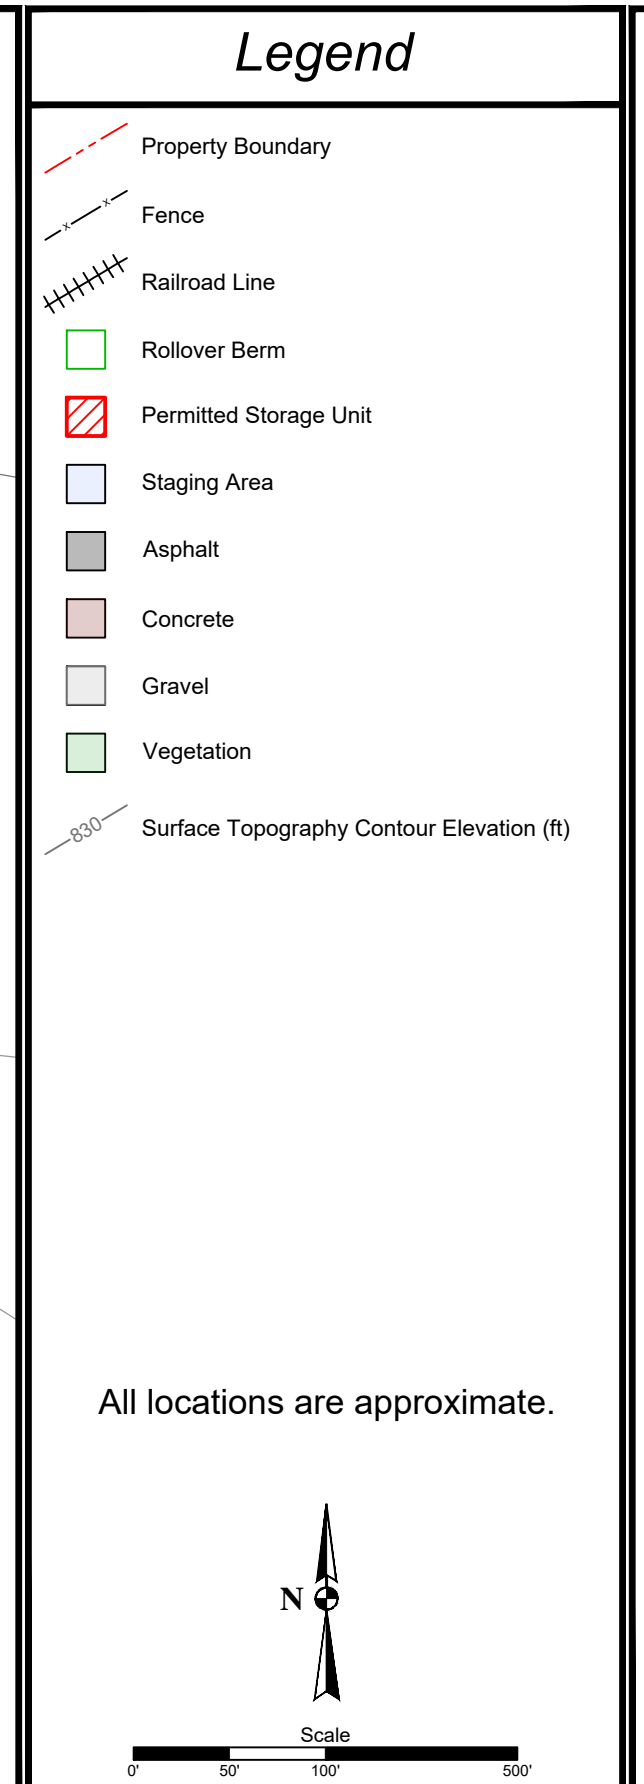 Legend
Property Boundary
x
x
Fence
Railroad Line
Rollover Berm
Permitted Storage Unit
Staging Area
Asphalt
Concrete
Gravel
Vegetation
830
Surface Topography Contour Elevation (ft)
All locations are approximate.
N
Scale
0' 50' 100' 500'